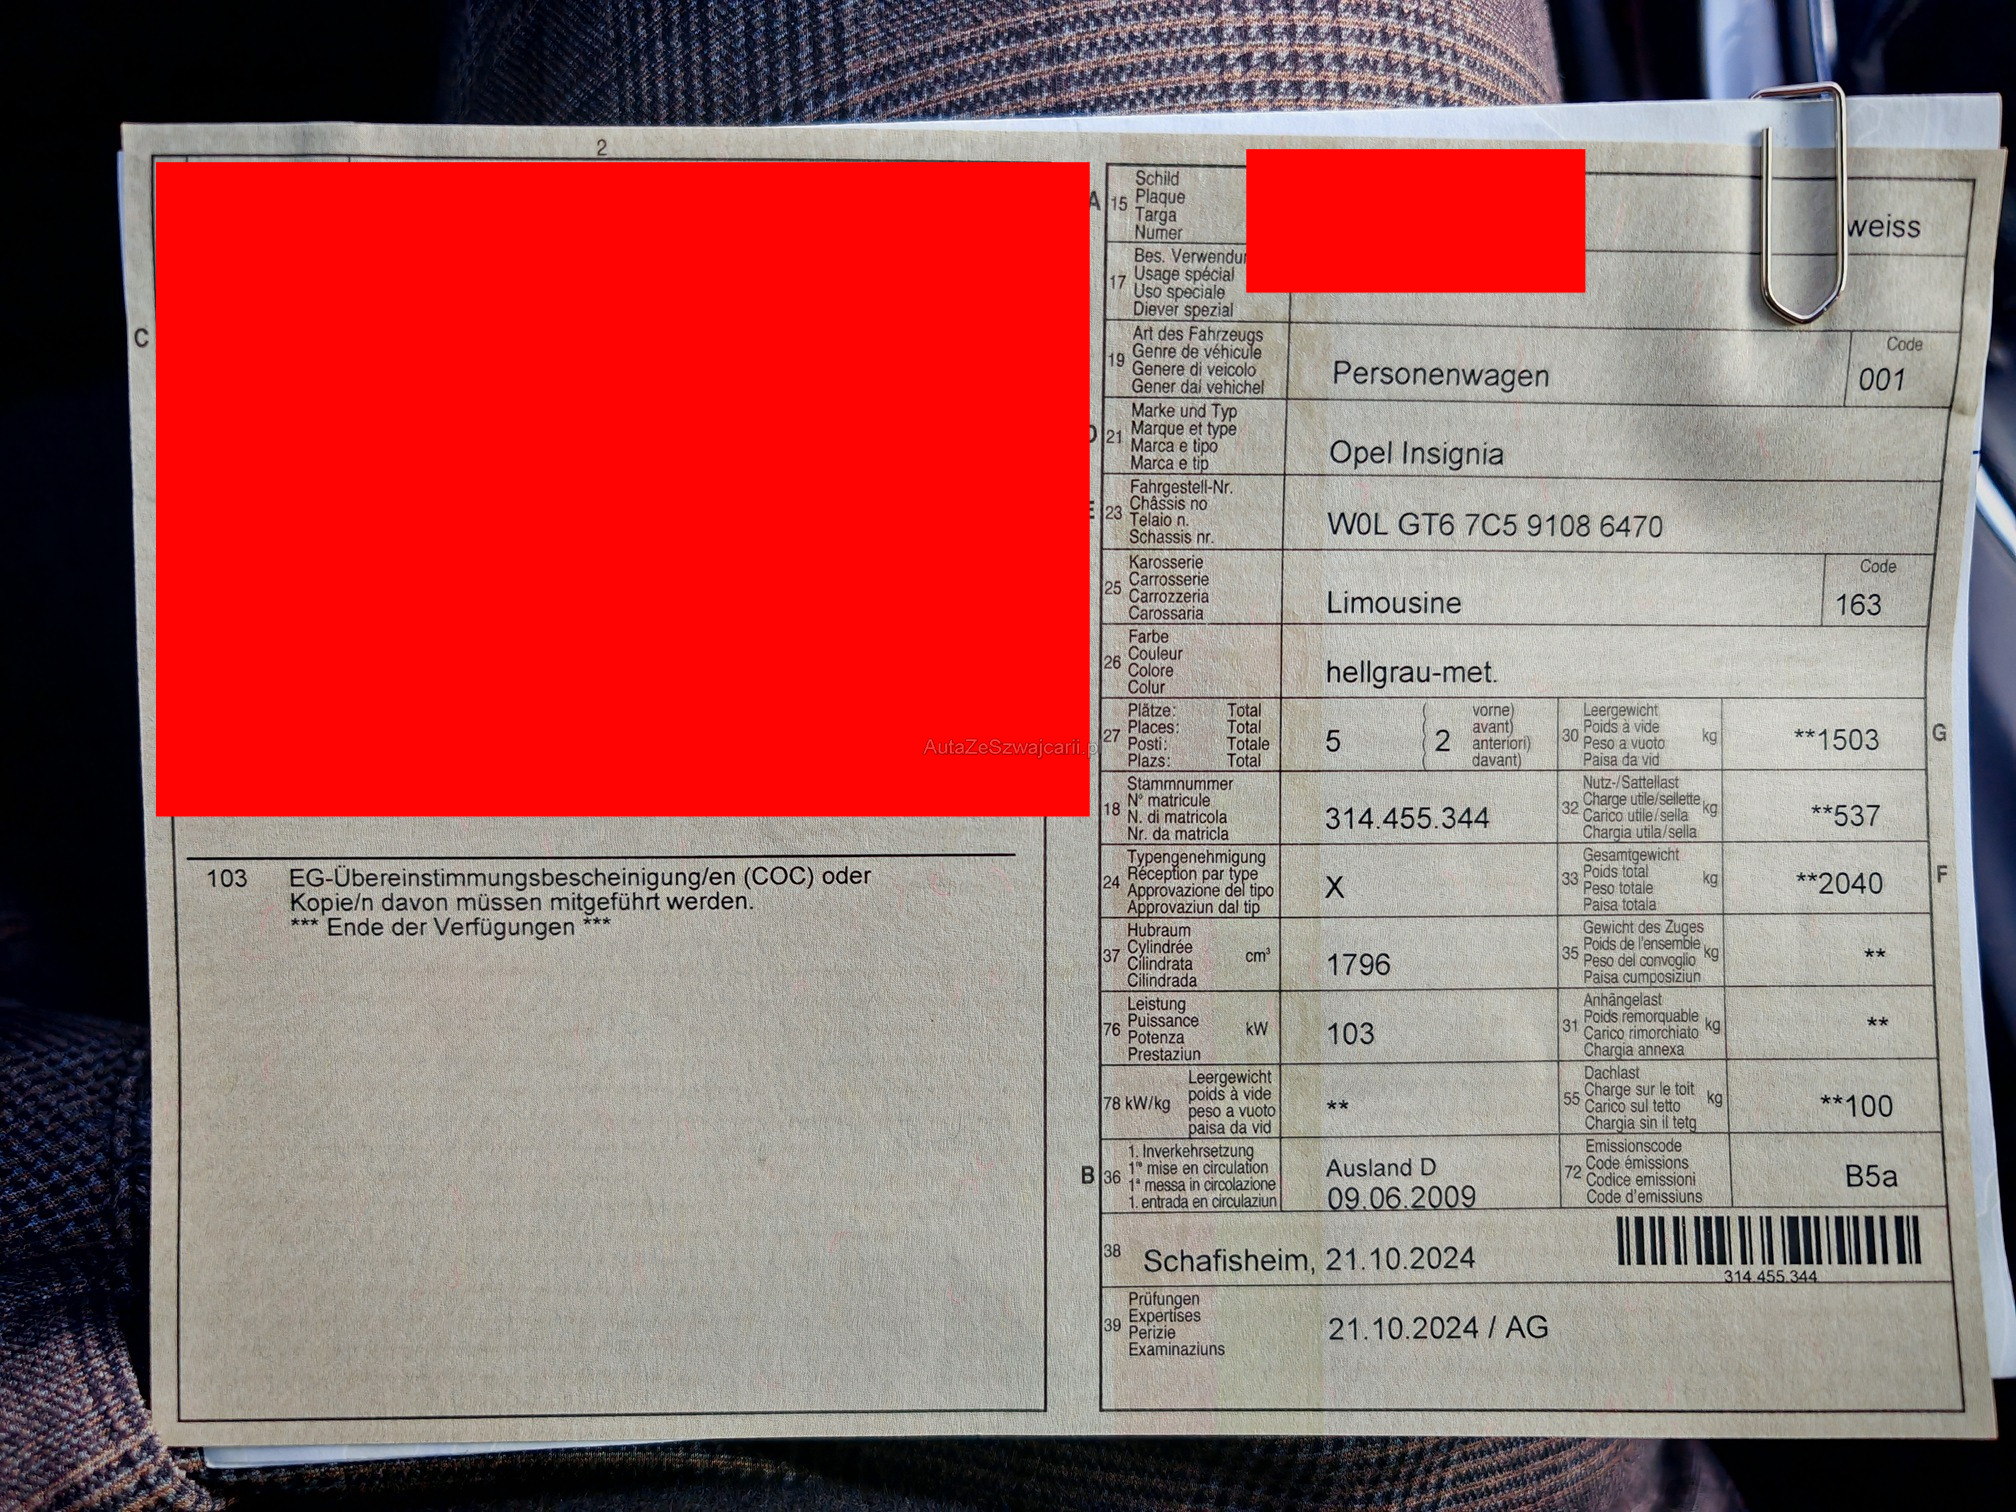 2
C
103 EG-Übereinstimmungsbescheinigung/en (COC) oder
Kopie/n davon müssen mitgeführt werden.
*** Ende der Verfügungen ***
AutaZeSzwajcarii.p
A 15 Schild
Plaque
Targa
Numer
weiss
17 Bes. Verwendu
Usage spécial
Uso speciale
Diever spezial
19 Art des Fahrzeugs
Genre de véhicule
Genere di veicolo
Gener dal vehichel
Personenwagen
Code
001
D 21 Marke und Typ
Marque et type
Marca e tipo
Marca e tip
Opel Insignia
E 23 Fahrgestell-Nr.
Châssis no
Telaio n.
Schassis nr.
W0L GT6 7C5 9108 6470
25 Karosserie
Carrosserie
Carrozzeria
Carossaria
Limousine
Code
163
26 Farbe
Couleur
Colore
Colur
hellgrau-met.
27 Plätze: Total
Places: Total
Posti: Totale
Plazs: Total
5 ( 2 vorne)
avant)
anteriori)
davant)
30 Leergewicht
Poids à vide kg
Peso a vuoto
Paisa da vid
**1503
G
18 Stammnummer
N° matricule
N. di matricola
Nr. da matricla
314.455.344
32 Nutz-/Sattellast
Charge utile/sellette kg
Carico utile/sella
Chargia utila/sella
**537
24 Typengenehmigung
Réception par type
Approvazione del tipo
Approvaziun dal tip
X
33 Gesamtgewicht
Poids total kg
Peso totale
Paisa totala
**2040
F
37 Hubraum
Cylindrée cm³
Cilindrata
Cilindrada
1796
35 Gewicht des Zuges
Poids de l'ensemble kg
Peso del convoglio
Paisa cumposiziun
**
76 Leistung
Puissance kW
Potenza
Prestaziun
103
31 Anhängelast
Poids remorquable kg
Carico rimorchiato
Chargia annexa
**
78 kW/kg Leergewicht
poids à vide
peso a vuoto
paisa da vid
**
55 Dachlast
Charge sur le toit kg
Carico sul tetto
Chargia sin il tetg
**100
B 36 1. Inverkehrsetzung
1re mise en circulation
1a messa in circolazione
1. entrada en circulaziun
Ausland D
09.06.2009
72 Emissionscode
Code émissions
Codice emissioni
Code d'emissiuns
B5a
38 Schafisheim, 21.10.2024
314.455.344
39 Prüfungen
Expertises
Perizie
Examinaziuns
21.10.2024 / AG